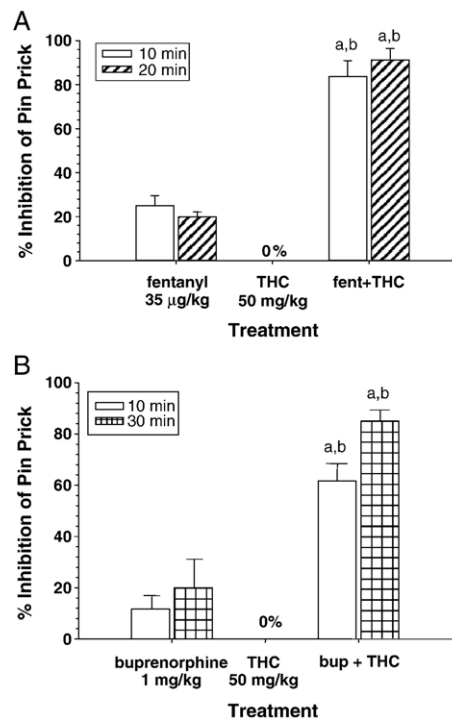 A
% Inhibition of Pin Prick
100
80
60
40
20
0
10 min
20 min
a,b
a,b
0%
fentanyl
35 μg/kg
THC
50 mg/kg
fent+THC
Treatment
B
% Inhibition of Pin Prick
100
80
60
40
20
0
10 min
30 min
a,b
a,b
0%
buprenorphine
1 mg/kg
THC
50 mg/kg
bup + THC
Treatment